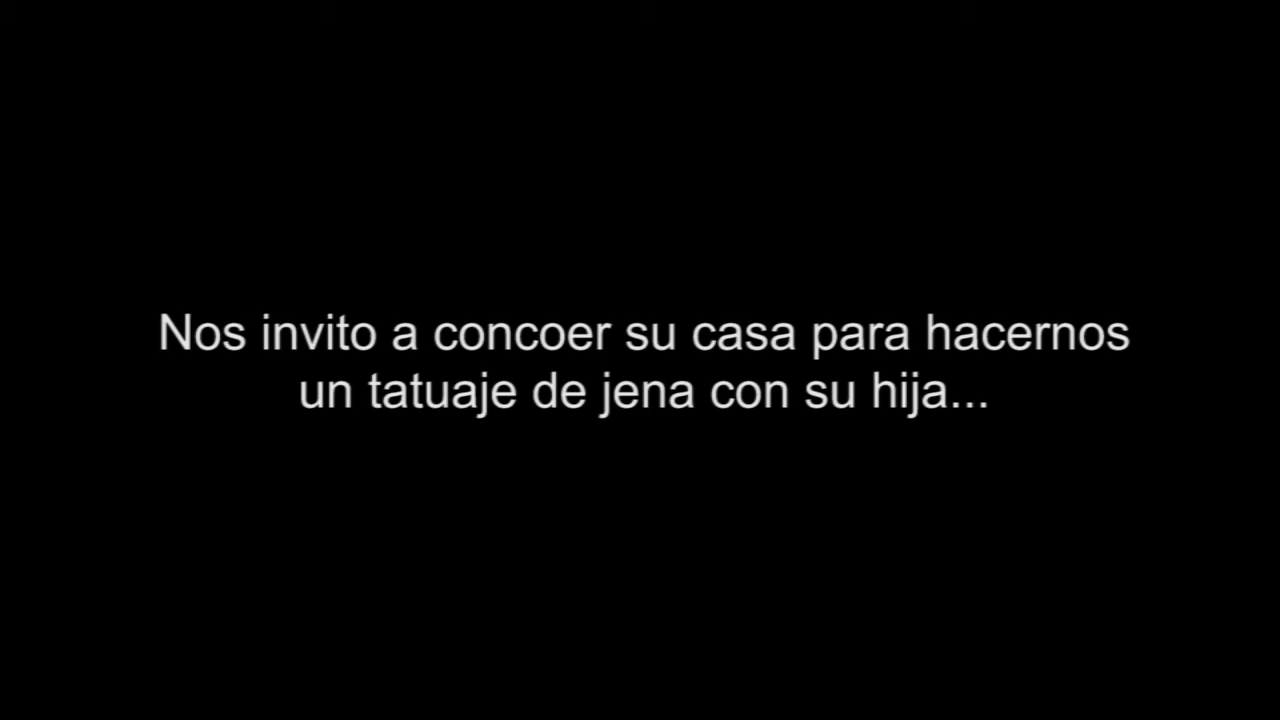 Nos invito a concoer su casa para hacernos
un tatuaje de jena con su hija...